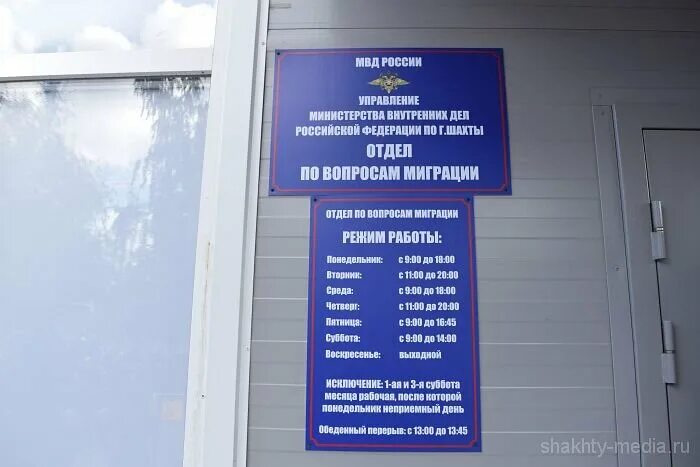 МВД РОССИИ
УПРАВЛЕНИЕ
МИНИСТЕРСТВА ВНУТРЕННИХ ДЕЛ
РОССИЙСКОЙ ФЕДЕРАЦИИ ПО Г.ШАХТЫ
ОТДЕЛ
ПО ВОПРОСАМ МИГРАЦИИ
ОТДЕЛ ПО ВОПРОСАМ МИГРАЦИИ
РЕЖИМ РАБОТЫ:
Понедельник: с 9:00 до 18:00
Вторник: с 11:00 до 20:00
Среда: с 9:00 до 18:00
Четверг: с 11:00 до 20:00
Пятница: с 9:00 до 16:45
Суббота: с 9:00 до 14:00
Воскресенье: выходной
ИСКЛЮЧЕНИЕ: 1-ая и 3-я суббота
месяца рабочая, после которой
понедельник неприемный день
Обеденный перерыв: с 13:00 до 13:45
shakhty-media.ru